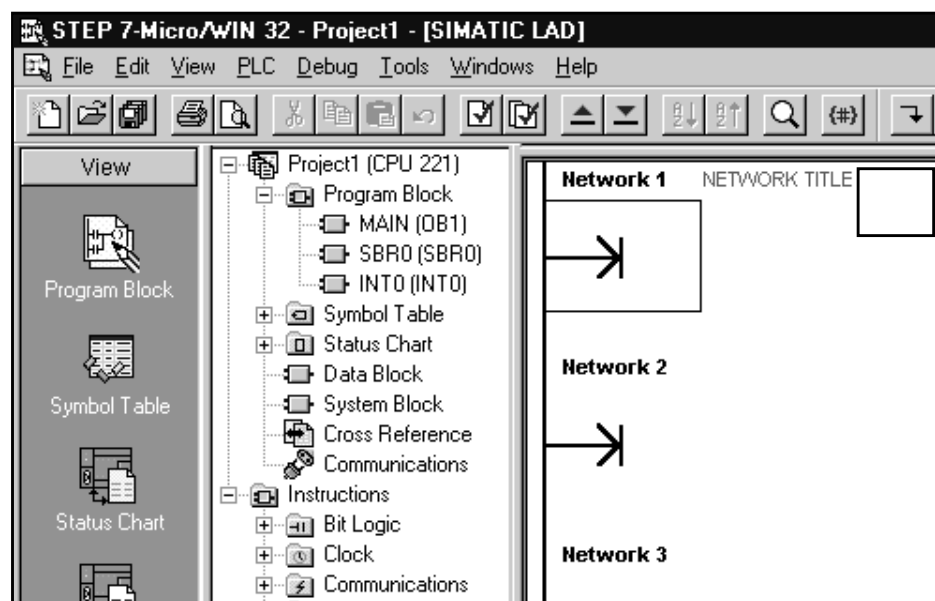 STEP 7-Micro/WIN 32 - Project1 - [SIMATIC LAD]
File Edit View PLC Debug Tools Windows Help
View
Program Block
Symbol Table
Status Chart
Project1 (CPU 221)
Program Block
MAIN (OB1)
SBR0 (SBR0)
INT0 (INT0)
Symbol Table
Status Chart
Data Block
System Block
Cross Reference
Communications
Instructions
Bit Logic
Clock
Communications
Network 1 NETWORK TITLE
Network 2
Network 3